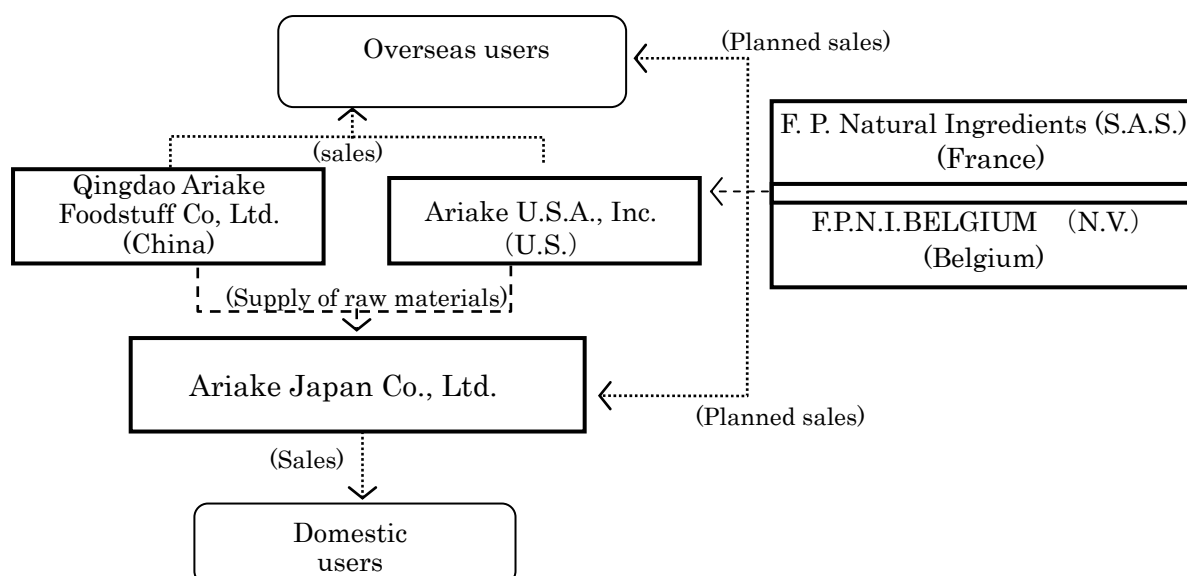 Overseas users
(Planned sales)
F. P. Natural Ingredients (S.A.S.)
(France)
(sales)
Qingdao Ariake
Foodstuff Co, Ltd.
(China)
Ariake U.S.A., Inc.
(U.S.)
F.P.N.I.BELGIUM （N.V.）
(Belgium)
(Supply of raw materials)
Ariake Japan Co., Ltd.
(Planned sales)
(Sales)
Domestic
users